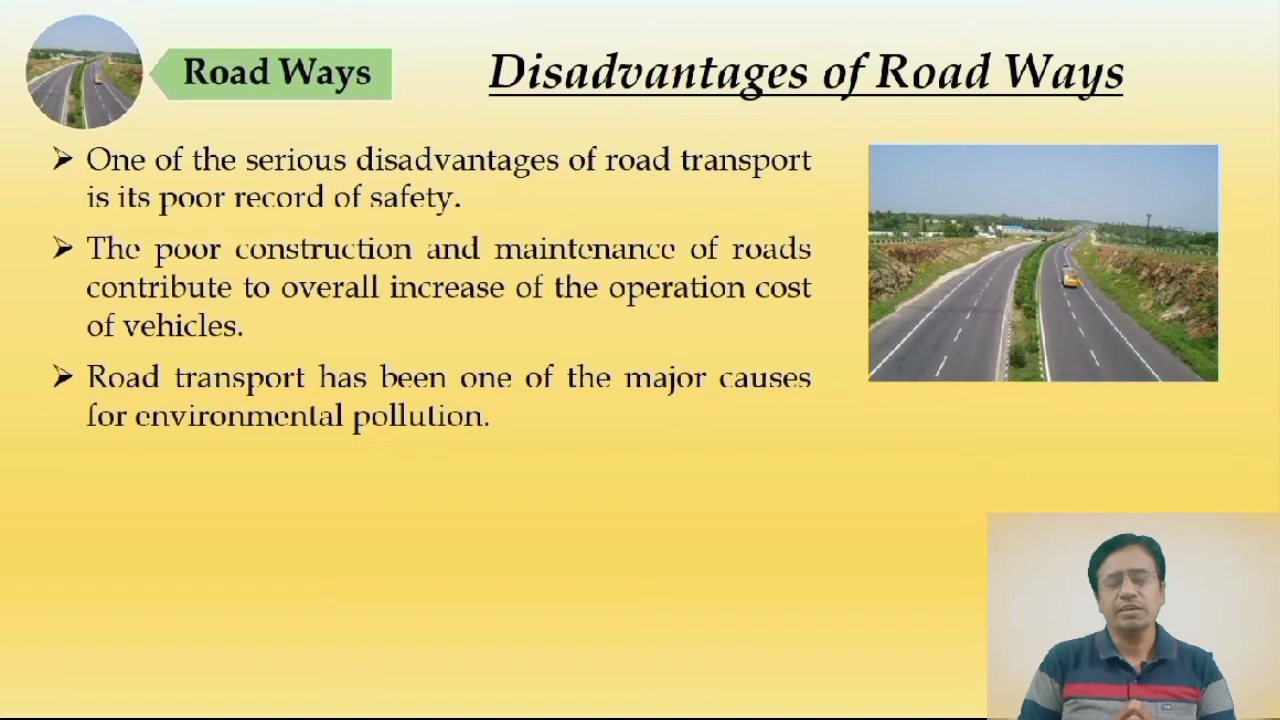 Road Ways
Disadvantages of Road Ways
➢ One of the serious disadvantages of road transport
is its poor record of safety.
➢ The poor construction and maintenance of roads
contribute to overall increase of the operation cost
of vehicles.
➢ Road transport has been one of the major causes
for environmental pollution.